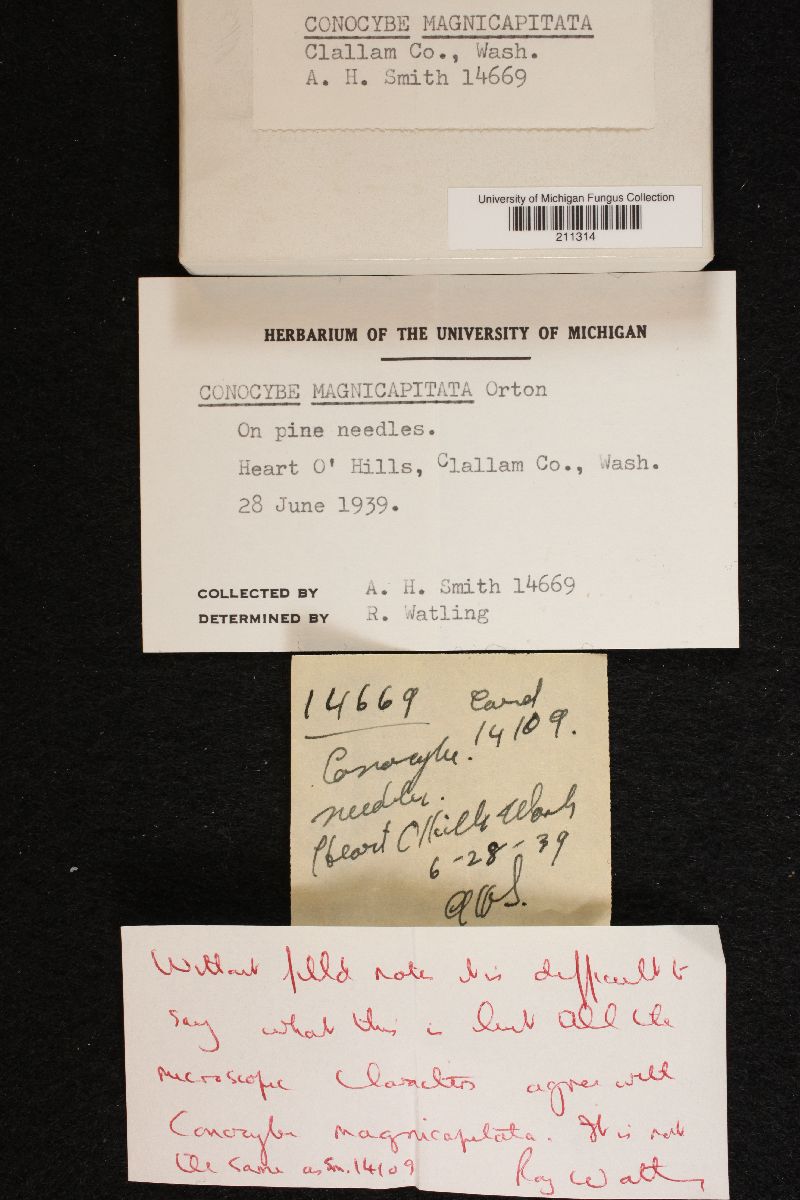 CONOCYBE MAGNICAPITATA
Clallam Co., Wash.
A. H. Smith 14669
University of Michigan Fungus Collection
211314
HERBARIUM OF THE UNIVERSITY OF MICHIGAN
CONOCYBE MAGNICAPITATA Orton
On pine needles.
Heart O' Hills, Clallam Co., Wash.
28 June 1939.
COLLECTED BY A. H. Smith 14669
DETERMINED BY R. Watling
14669 Card
Conocybe. 14109.
needles.
Heart O Hills Wash
6-28-39
AHS.
Without field notes it is difficult to
say what this is but all the
microscopic characters agree with
Conocybe magnicapitata. It is not
the same as Sm. 14109
Roy Watling